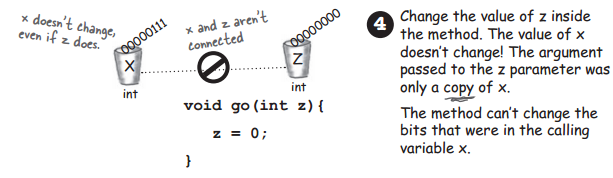 x doesn't change,
even if z does.
00000111
X
int
x and z aren't
connected
00000000
Z
int
void go(int z){
z = 0;
}
4
Change the value of z inside
the method. The value of x
doesn't change! The argument
passed to the z parameter was
only a copy of x.
The method can't change the
bits that were in the calling
variable x.